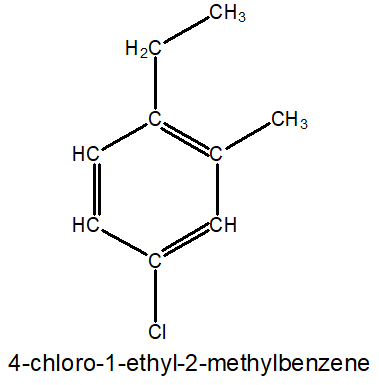 CH₃
H₂C
C
CH₃
HC
C
HC
CH
C
Cl
4-chloro-1-ethyl-2-methylbenzene